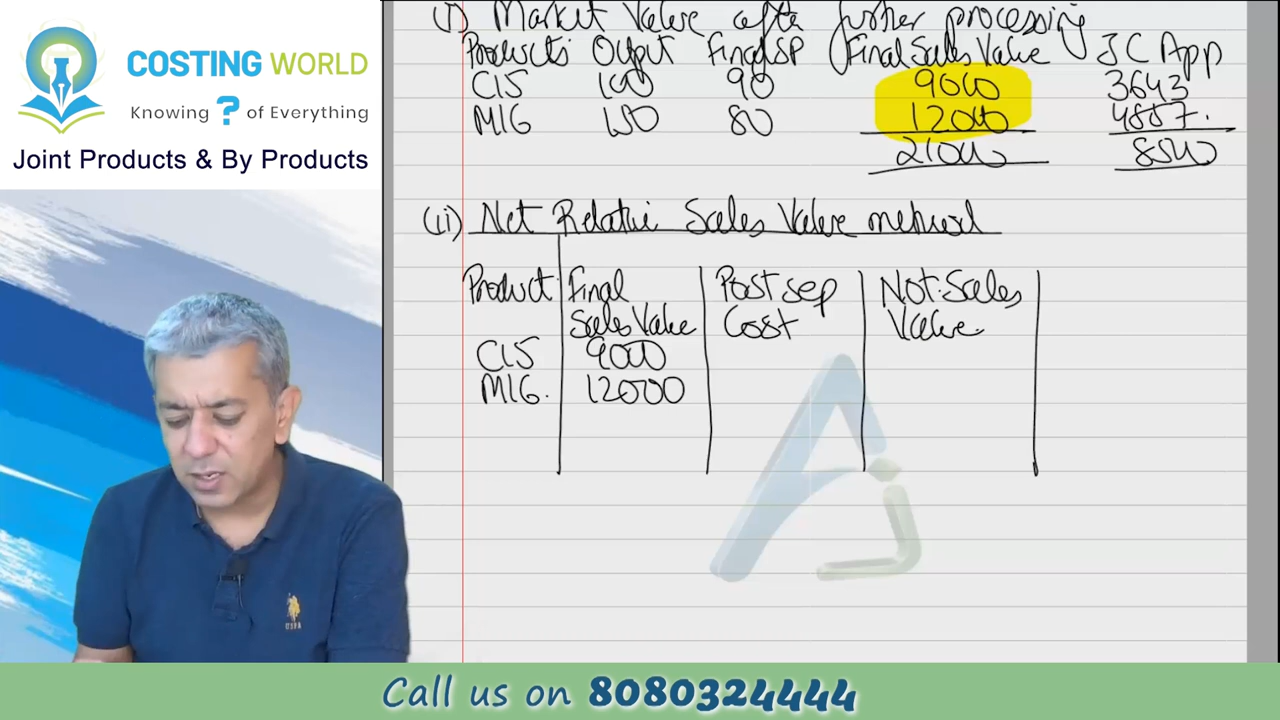 COSTING WORLD
Knowing ? of Everything
Joint Products & By Products
(i) Market Value after further processing
Products Output Final SP Final Sales Value JC App
C15 100 90 9000 3643
M16 150 80 12000 4857.
21000 8500
(ii) Net Relative Sales Value method
Product Final Sales Value Post sep Cost Net Sales Value
C15 9000
M16. 12000
USPA
Call us on 8080324444